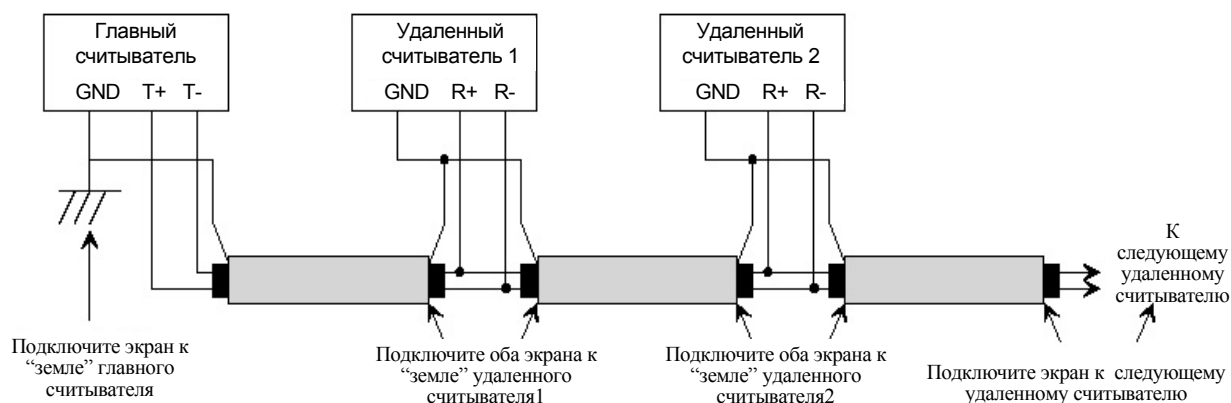 Главный
считыватель
GND T+ T-
Удаленный
считыватель 1
GND R+ R-
Удаленный
считыватель 2
GND R+ R-
К
следующему
удаленному
считывателю
Подключите экран к
“земле” главного
считывателя
Подключите оба экрана к
“земле” удаленного
считывателя1
Подключите оба экрана к
“земле” удаленного
считывателя2
Подключите экран к следующему
удаленному считывателю